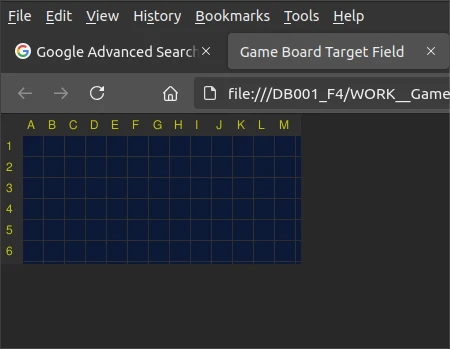 File Edit View History Bookmarks Tools Help
Google Advanced Search Game Board Target Field
file:///DB001_F4/WORK__Game
A B C D E F G H I J K L M
1
2
3
4
5
6